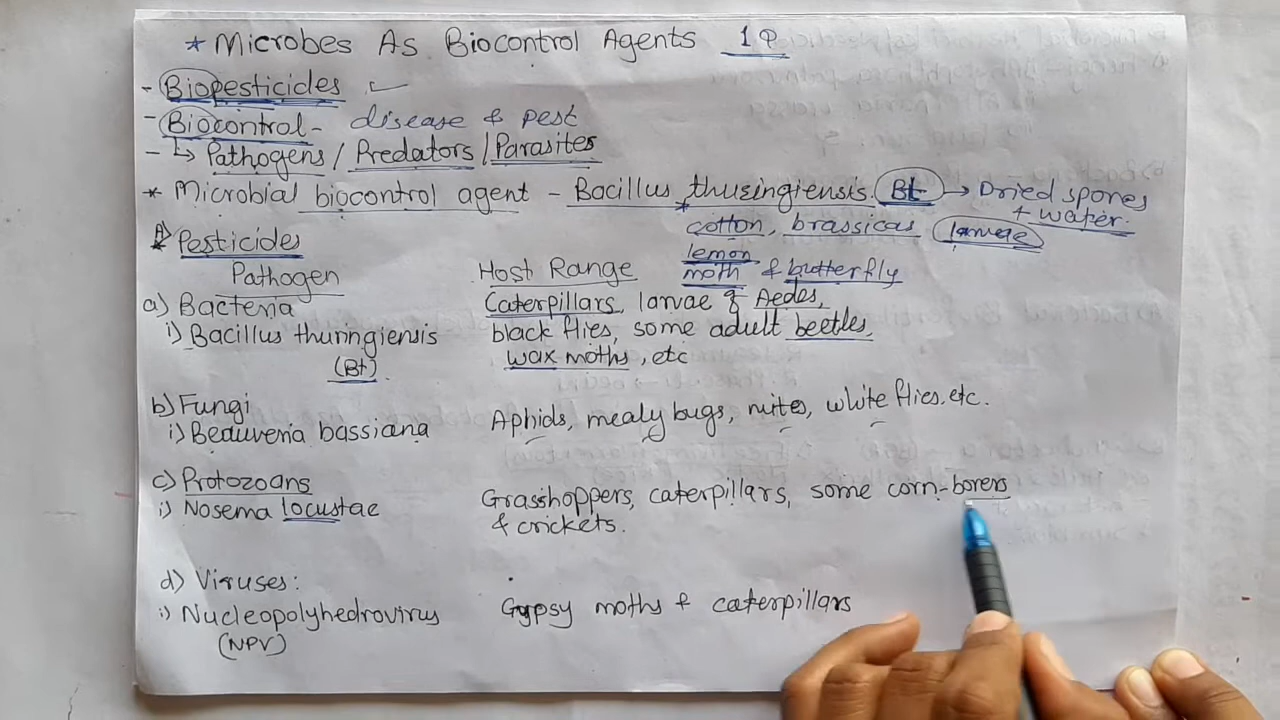 * Microbes As Biocontrol Agents 1Q
- Biopesticides
- Biocontrol - disease & pest
- ↳ Pathogens / Predators / Parasites
* Microbial biocontrol agent - Bacillus thuringiensis. Bt → Dried spores + water.
cotton, brassicas larvae
lemon
moth & butterfly
A) Pesticides
Pathogen Host Range
a) Bacteria Caterpillars, larvae of Aedes,
i) Bacillus thuringiensis black flies, some adult beetles,
(Bt) wax moths, etc
b) Fungi Aphids, mealy bugs, mites, white flies, etc.
i) Beauveria bassiana
c) Protozoans Grasshoppers, caterpillars, some corn-borers
i) Nosema locustae & crickets.
d) Viruses:
i) Nucleopolyhedrovirus Gypsy moths & caterpillars
(NPV)